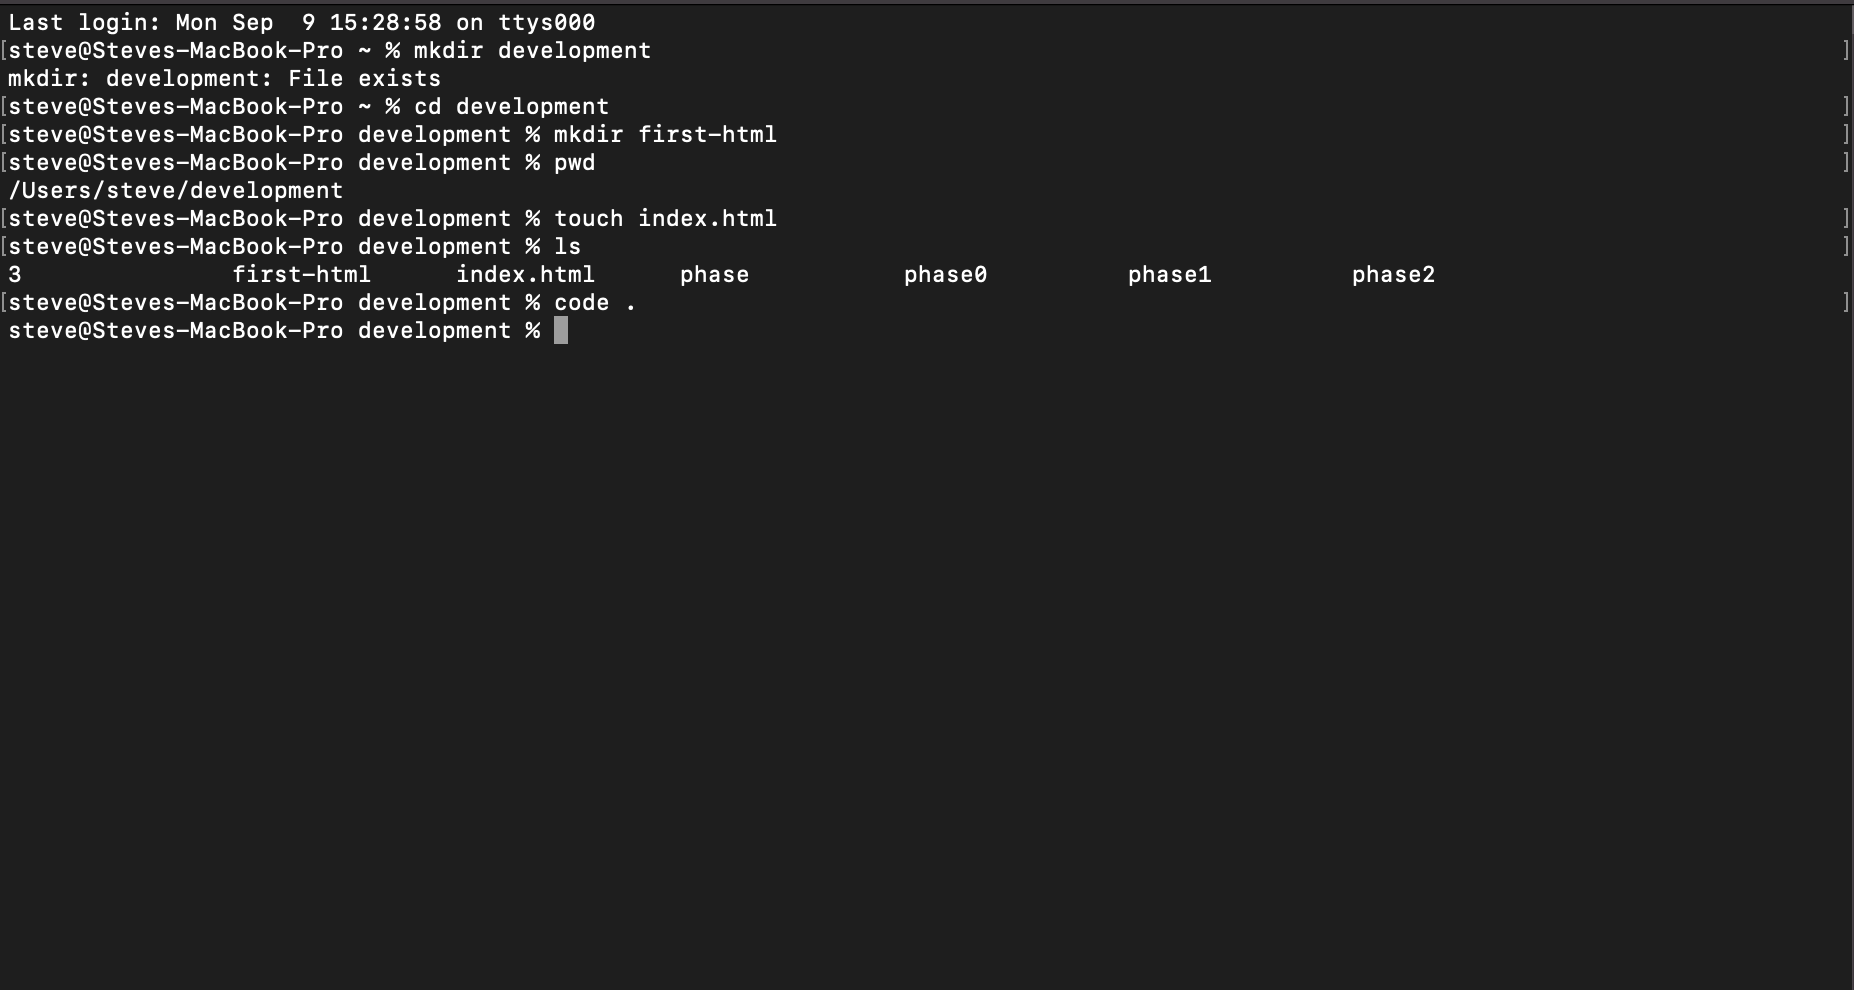 Last login: Mon Sep  9 15:28:58 on ttys000
[steve@Steves-MacBook-Pro ~ % mkdir development ]
mkdir: development: File exists
[steve@Steves-MacBook-Pro ~ % cd development ]
[steve@Steves-MacBook-Pro development % mkdir first-html ]
[steve@Steves-MacBook-Pro development % pwd ]
/Users/steve/development
[steve@Steves-MacBook-Pro development % touch index.html ]
[steve@Steves-MacBook-Pro development % ls ]
3 first-html index.html phase phase0 phase1 phase2
[steve@Steves-MacBook-Pro development % code . ]
steve@Steves-MacBook-Pro development %